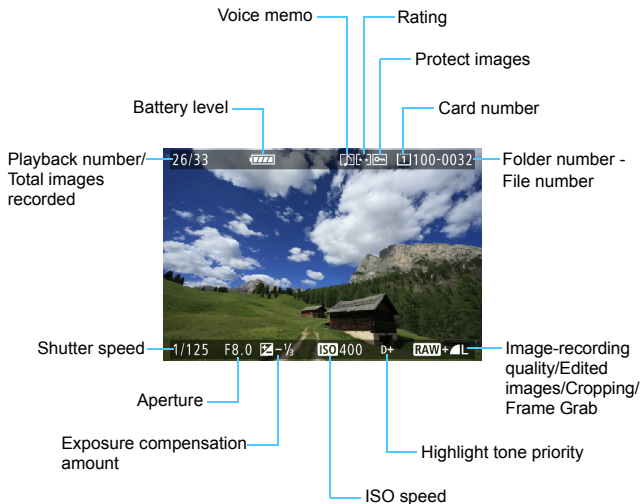 Voice memo
Rating
Protect images
Battery level
Card number
Playback number/
Total images
recorded
26/33
1 100-0032
Folder number -
File number
Shutter speed
1/125 F8.0 -1/3 ISO 400 D+ RAW+L
Image-recording
quality/Edited
images/Cropping/
Frame Grab
Aperture
Exposure compensation
amount
Highlight tone priority
ISO speed